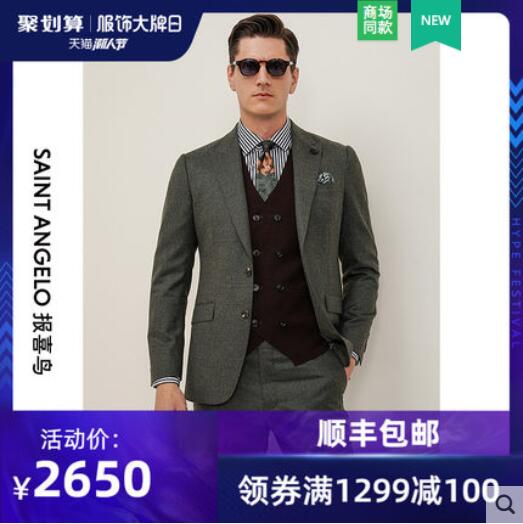 聚划算 服饰大牌日
天猫潮人节
商场
同款
NEW
SAINT ANGELO 报喜鸟
HYPE FESTIVAL
活动价:
¥2650
顺丰包邮
领券满1299减100